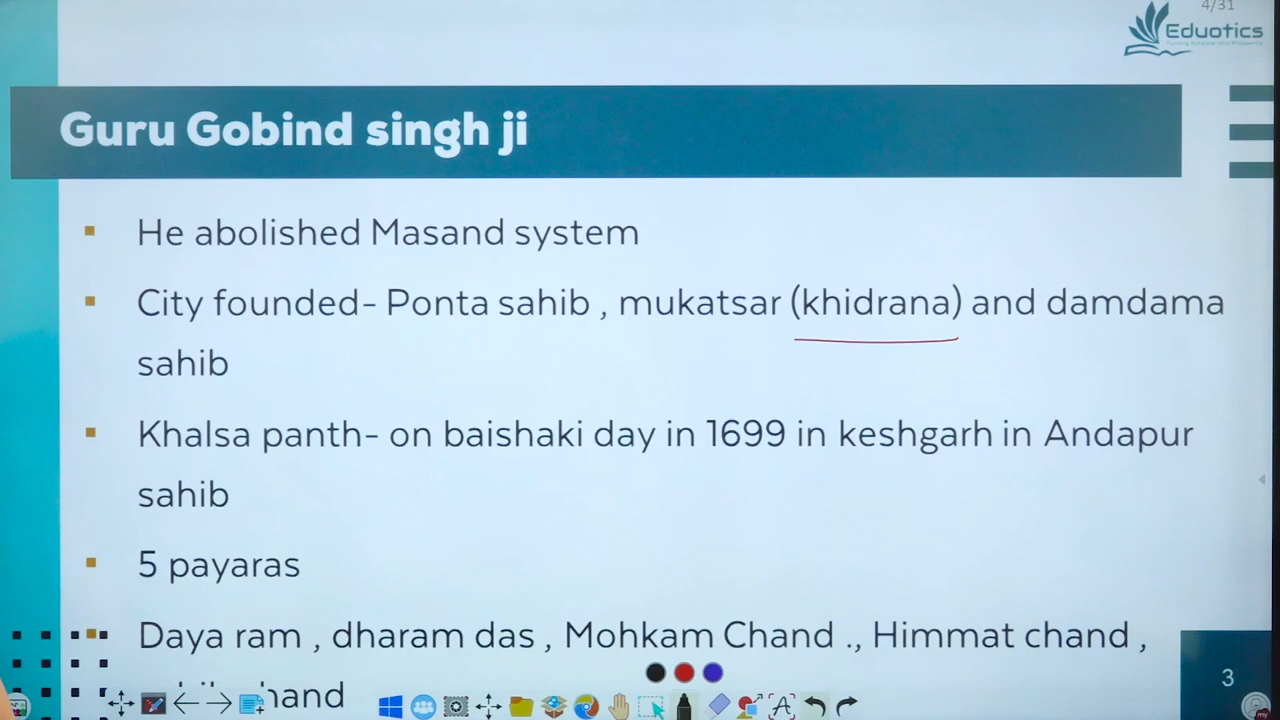 4/31
Eduotics
Guru Gobind singh ji
He abolished Masand system
City founded- Ponta sahib , mukatsar (khidrana) and damdama
sahib
Khalsa panth- on baishaki day in 1699 in keshgarh in Andapur
sahib
5 payaras
Daya ram , dharam das , Mohkam Chand ., Himmat chand ,
hand
3